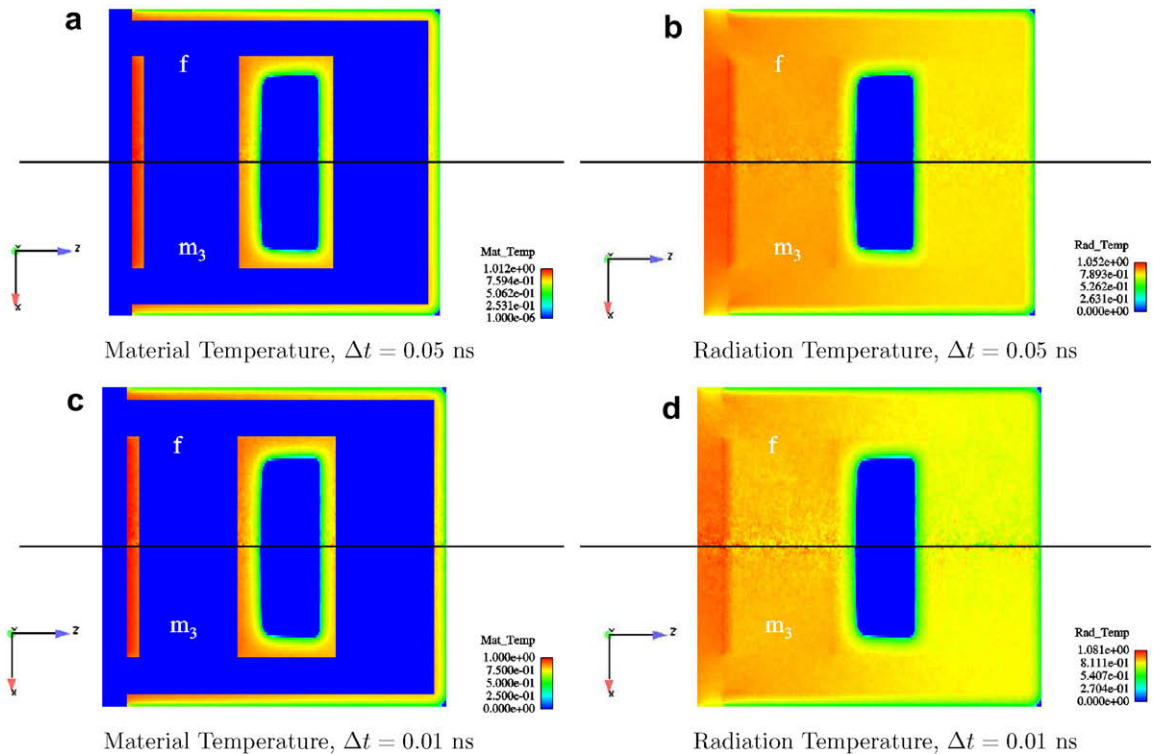 a
f
m3
Y
Z
X
Mat_Temp
1.012e+00
7.594e-01
5.062e-01
2.531e-01
1.000e-06
Material Temperature, Δt = 0.05 ns
b
f
m3
Y
Z
X
Rad_Temp
1.052e+00
7.893e-01
5.262e-01
2.631e-01
0.000e+00
Radiation Temperature, Δt = 0.05 ns
c
f
m3
Y
Z
X
Mat_Temp
1.000e+00
7.500e-01
5.000e-01
2.500e-01
0.000e+00
Material Temperature, Δt = 0.01 ns
d
f
m3
Y
Z
X
Rad_Temp
1.081e+00
8.111e-01
5.407e-01
2.704e-01
0.000e+00
Radiation Temperature, Δt = 0.01 ns